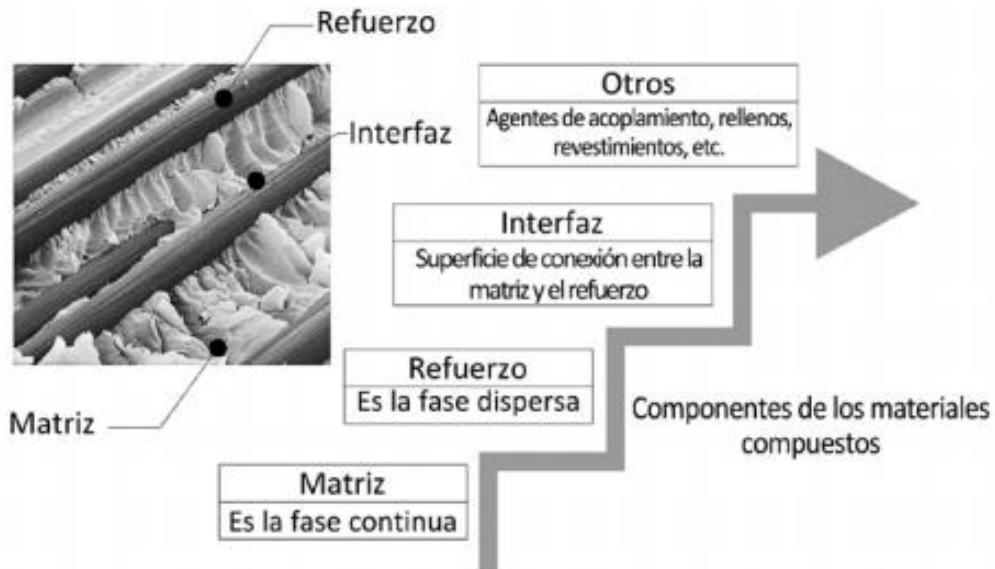 Refuerzo
Interfaz
Matriz
Otros
Agentes de acoplamiento, rellenos,
revestimientos, etc.
Interfaz
Superficie de conexión entre la
matriz y el refuerzo
Refuerzo
Es la fase dispersa
Matriz
Es la fase continua
Componentes de los materiales
compuestos